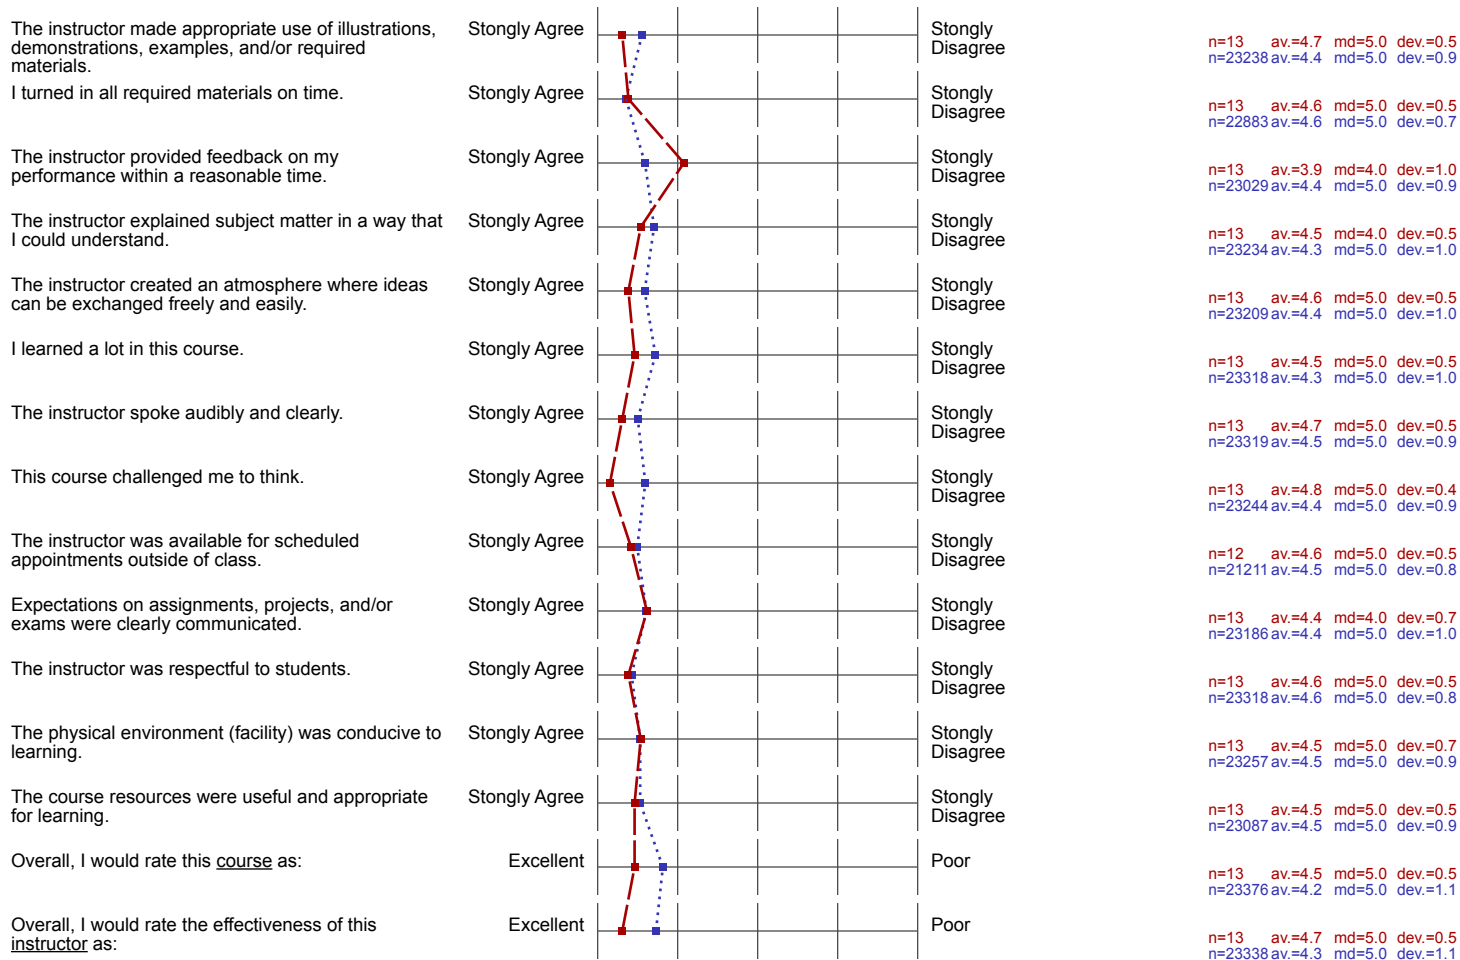 The instructor made appropriate use of illustrations,
demonstrations, examples, and/or required
materials.
Stongly Agree
Stongly
Disagree
n=13 av.=4.7 md=5.0 dev.=0.5
n=23238 av.=4.4 md=5.0 dev.=0.9
I turned in all required materials on time.
Stongly Agree
Stongly
Disagree
n=13 av.=4.6 md=5.0 dev.=0.5
n=22883 av.=4.6 md=5.0 dev.=0.7
The instructor provided feedback on my
performance within a reasonable time.
Stongly Agree
Stongly
Disagree
n=13 av.=3.9 md=4.0 dev.=1.0
n=23029 av.=4.4 md=5.0 dev.=0.9
The instructor explained subject matter in a way that
I could understand.
Stongly Agree
Stongly
Disagree
n=13 av.=4.5 md=4.0 dev.=0.5
n=23234 av.=4.3 md=5.0 dev.=1.0
The instructor created an atmosphere where ideas
can be exchanged freely and easily.
Stongly Agree
Stongly
Disagree
n=13 av.=4.6 md=5.0 dev.=0.5
n=23209 av.=4.4 md=5.0 dev.=1.0
I learned a lot in this course.
Stongly Agree
Stongly
Disagree
n=13 av.=4.5 md=5.0 dev.=0.5
n=23318 av.=4.3 md=5.0 dev.=1.0
The instructor spoke audibly and clearly.
Stongly Agree
Stongly
Disagree
n=13 av.=4.7 md=5.0 dev.=0.5
n=23319 av.=4.5 md=5.0 dev.=0.9
This course challenged me to think.
Stongly Agree
Stongly
Disagree
n=13 av.=4.8 md=5.0 dev.=0.4
n=23244 av.=4.4 md=5.0 dev.=0.9
The instructor was available for scheduled
appointments outside of class.
Stongly Agree
Stongly
Disagree
n=12 av.=4.6 md=5.0 dev.=0.5
n=21211 av.=4.5 md=5.0 dev.=0.8
Expectations on assignments, projects, and/or
exams were clearly communicated.
Stongly Agree
Stongly
Disagree
n=13 av.=4.4 md=4.0 dev.=0.7
n=23186 av.=4.4 md=5.0 dev.=1.0
The instructor was respectful to students.
Stongly Agree
Stongly
Disagree
n=13 av.=4.6 md=5.0 dev.=0.5
n=23318 av.=4.6 md=5.0 dev.=0.8
The physical environment (facility) was conducive to
learning.
Stongly Agree
Stongly
Disagree
n=13 av.=4.5 md=5.0 dev.=0.7
n=23257 av.=4.5 md=5.0 dev.=0.9
The course resources were useful and appropriate
for learning.
Stongly Agree
Stongly
Disagree
n=13 av.=4.5 md=5.0 dev.=0.5
n=23087 av.=4.5 md=5.0 dev.=0.9
Overall, I would rate this course as:
Excellent
Poor
n=13 av.=4.5 md=5.0 dev.=0.5
n=23376 av.=4.2 md=5.0 dev.=1.1
Overall, I would rate the effectiveness of this
instructor as:
Excellent
Poor
n=13 av.=4.7 md=5.0 dev.=0.5
n=23338 av.=4.3 md=5.0 dev.=1.1